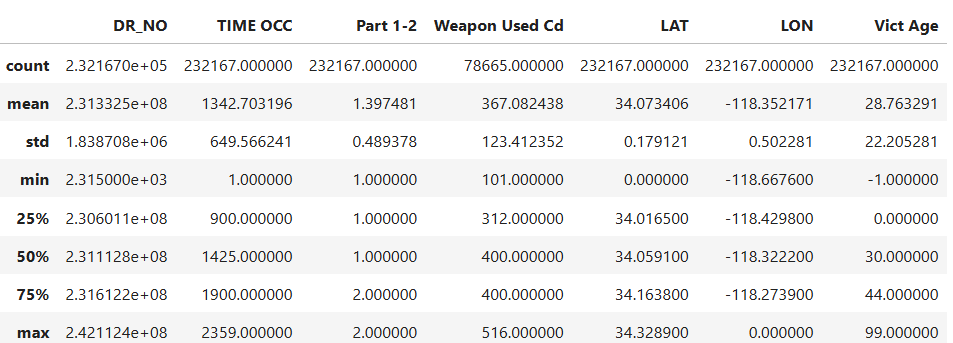 DR_NO TIME OCC Part 1-2 Weapon Used Cd LAT LON Vict Age
count 2.321670e+05 232167.000000 232167.000000 78665.000000 232167.000000 232167.000000 232167.000000
mean 2.313325e+08 1342.703196 1.397481 367.082438 34.073406 -118.352171 28.763291
std 1.838708e+06 649.566241 0.489378 123.412352 0.179121 0.502281 22.205281
min 2.315000e+03 1.000000 1.000000 101.000000 0.000000 -118.667600 -1.000000
25% 2.306011e+08 900.000000 1.000000 312.000000 34.016500 -118.429800 0.000000
50% 2.311128e+08 1425.000000 1.000000 400.000000 34.059100 -118.322200 30.000000
75% 2.316122e+08 1900.000000 2.000000 400.000000 34.163800 -118.273900 44.000000
max 2.421124e+08 2359.000000 2.000000 516.000000 34.328900 0.000000 99.000000